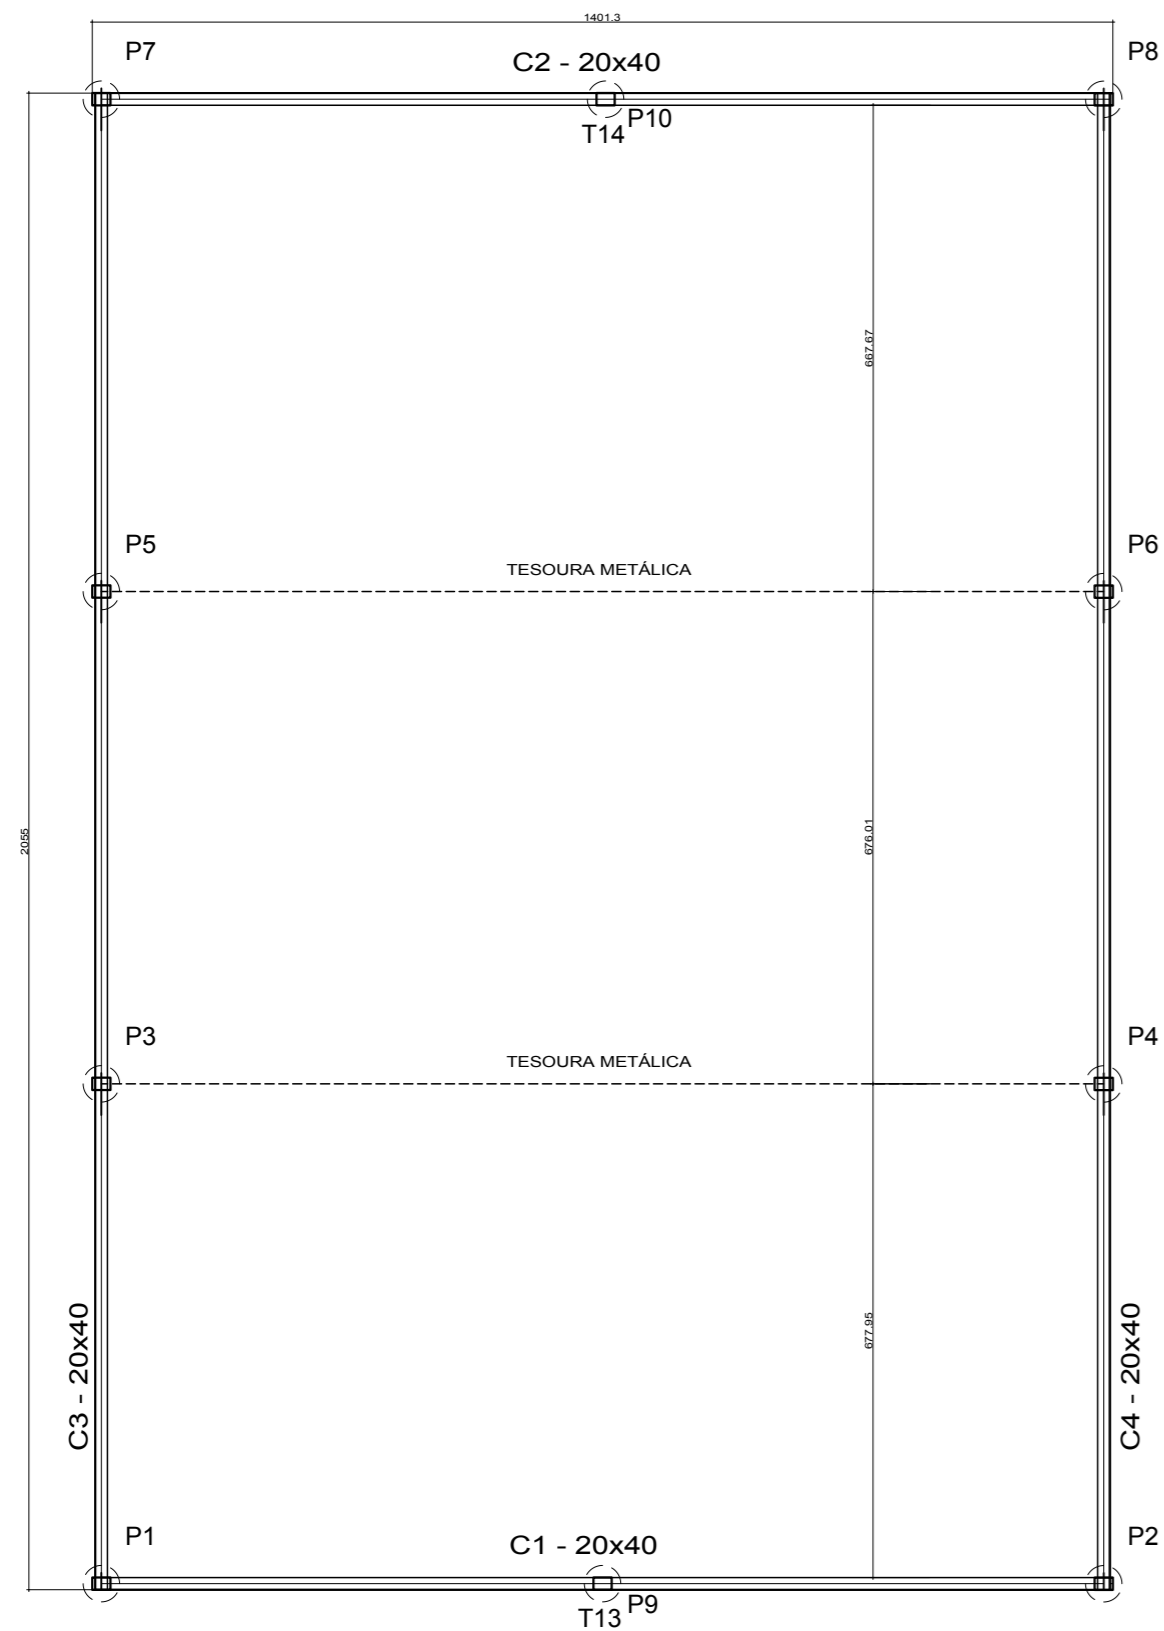 1401.3
P7
C2 - 20x40
P8
P10
T14
667.67
P5
TESOURA METÁLICA
P6
2055
676.01
P3
TESOURA METÁLICA
P4
677.95
C3 - 20x40
C4 - 20x40
P1
C1 - 20x40
P2
P9
T13